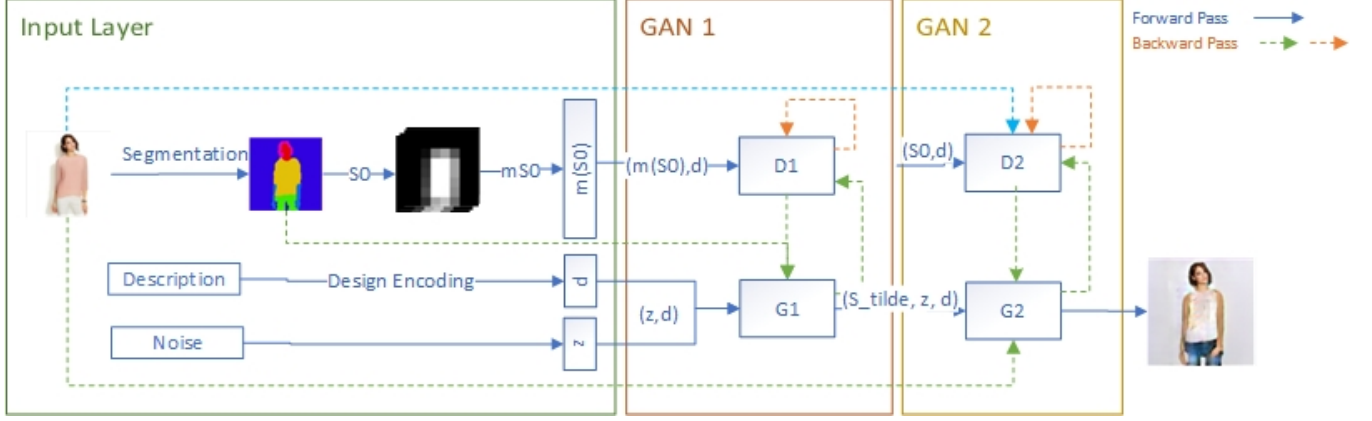 Input Layer
GAN 1
GAN 2
Forward Pass
Backward Pass
Segmentation
S0
mS0
m(S0)
(m(S0),d)
D1
(S0,d)
D2
Description
Design Encoding
d
(z,d)
G1
(S_tilde, z, d)
G2
Noise
z